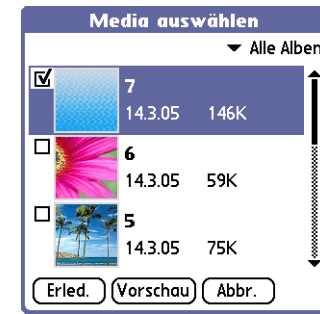 Media auswählen
Alle Alben
7
14.3.05 146K
6
14.3.05 59K
5
14.3.05 75K
Erled. Vorschau Abbr.